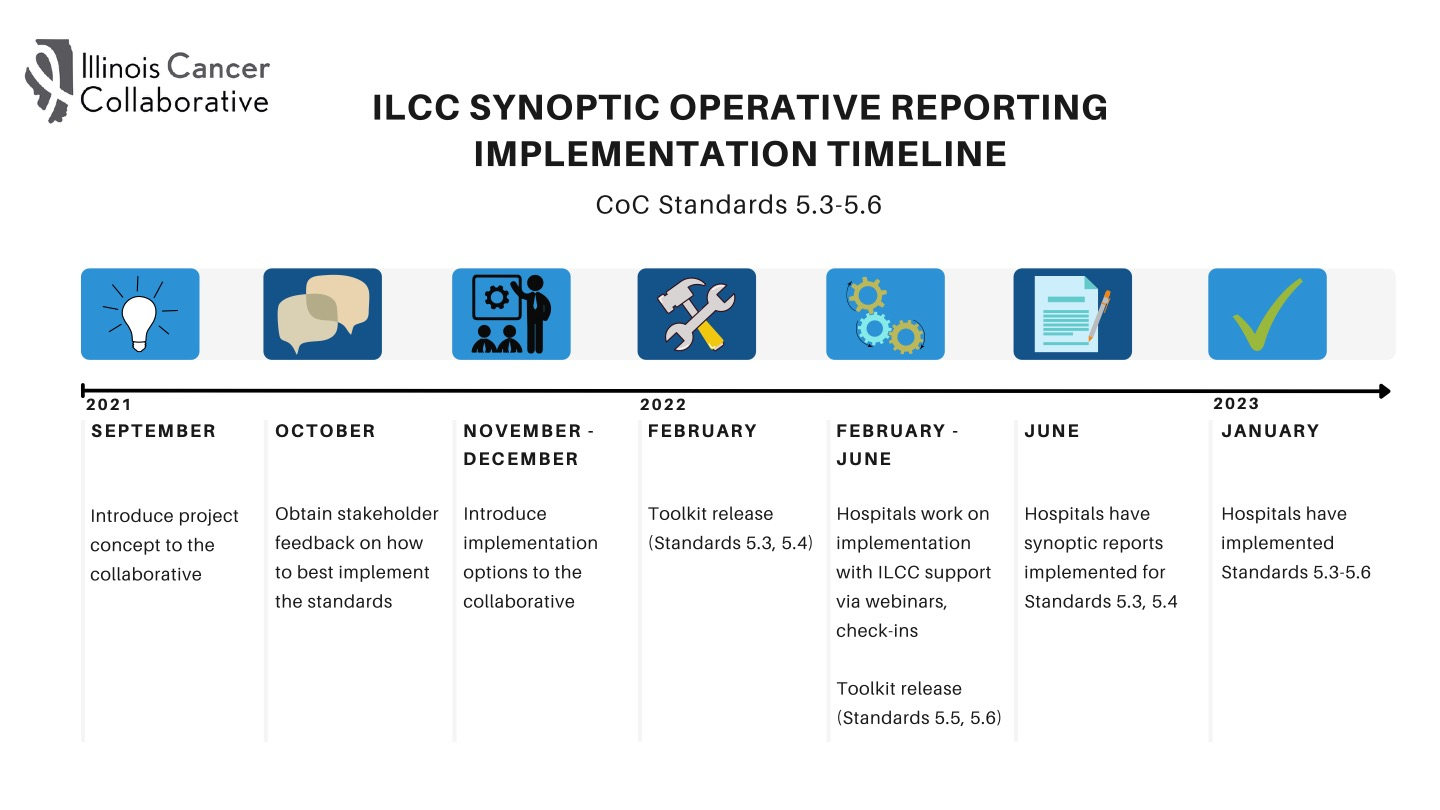 Illinois Cancer
Collaborative
ILCC SYNOPTIC OPERATIVE REPORTING
IMPLEMENTATION TIMELINE
CoC Standards 5.3-5.6
2021
SEPTEMBER
Introduce project
concept to the
collaborative
OCTOBER
Obtain stakeholder
feedback on how
to best implement
the standards
NOVEMBER -
DECEMBER
Introduce
implementation
options to the
collaborative
2022
FEBRUARY
Toolkit release
(Standards 5.3, 5.4)
FEBRUARY -
JUNE
Hospitals work on
implementation
with ILCC support
via webinars,
check-ins
Toolkit release
(Standards 5.5, 5.6)
JUNE
Hospitals have
synoptic reports
implemented for
Standards 5.3, 5.4
2023
JANUARY
Hospitals have
implemented
Standards 5.3-5.6